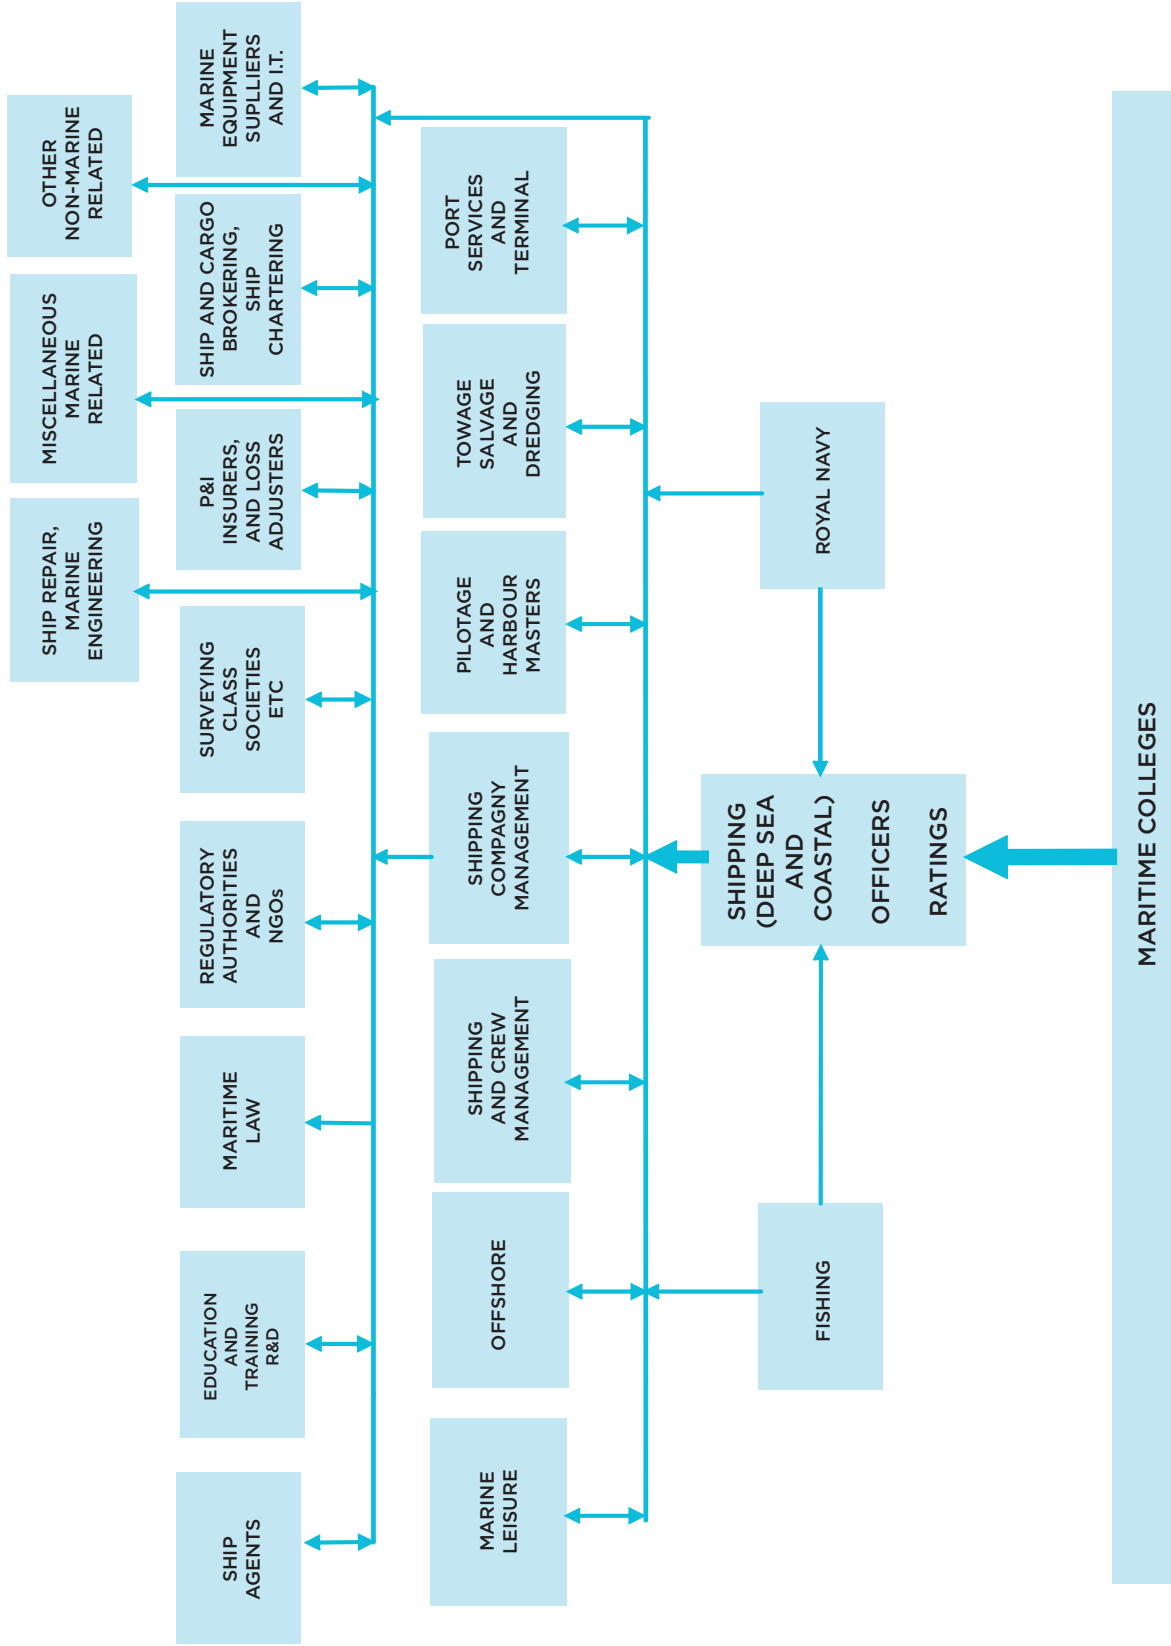 SHIP REPAIR,
MARINE
ENGINEERING
MISCELLANEOUS
MARINE
RELATED
OTHER
NON-MARINE
RELATED
SHIP
AGENTS
EDUCATION
AND
TRAINING
R&D
MARITIME
LAW
REGULATORY
AUTHORITIES
AND
NGOs
SURVEYING
CLASS
SOCIETIES
ETC
P&I
INSURERS,
AND LOSS
ADJUSTERS
SHIP AND CARGO
BROKERING,
SHIP
CHARTERING
MARINE
EQUIPMENT
SUPLLIERS
AND I.T.
MARINE
LEISURE
OFFSHORE
SHIPPING
AND CREW
MANAGEMENT
SHIPPING
COMPAGNY
MANAGEMENT
PILOTAGE
AND
HARBOUR
MASTERS
TOWAGE
SALVAGE
AND
DREDGING
PORT
SERVICES
AND
TERMINAL
FISHING
SHIPPING
(DEEP SEA
AND
COASTAL)
OFFICERS
RATINGS
ROYAL NAVY
MARITIME COLLEGES